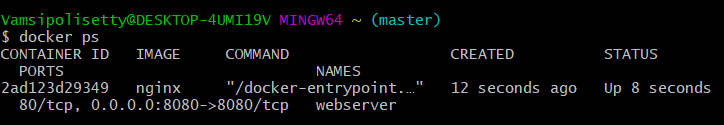 Vamsipolisetty@DESKTOP-4UMI19V MINGW64 ~ (master)
$ docker ps
CONTAINER ID   IMAGE     COMMAND                  CREATED          STATUS
  PORTS                            NAMES
2ad123d29349   nginx     "/docker-entrypoint.…"   12 seconds ago   Up 8 seconds
  80/tcp, 0.0.0.0:8080->8080/tcp   webserver